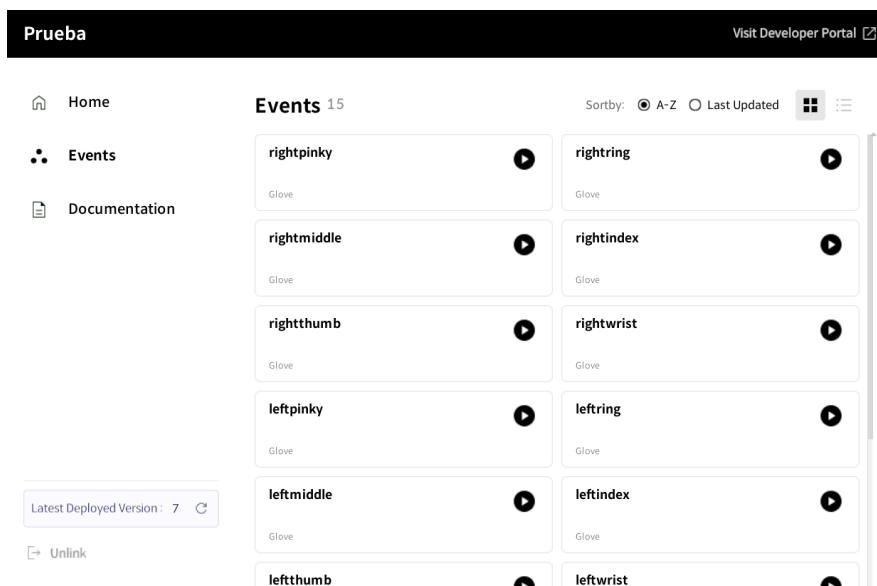 Prueba
Visit Developer Portal
Home
Events
Documentation
Latest Deployed Version : 7
Unlink
Events 15
Sortby: A-Z Last Updated
rightpinky
Glove
rightring
Glove
rightmiddle
Glove
rightindex
Glove
rightthumb
Glove
rightwrist
Glove
leftpinky
Glove
leftring
Glove
leftmiddle
Glove
leftindex
Glove
leftthumb
leftwrist